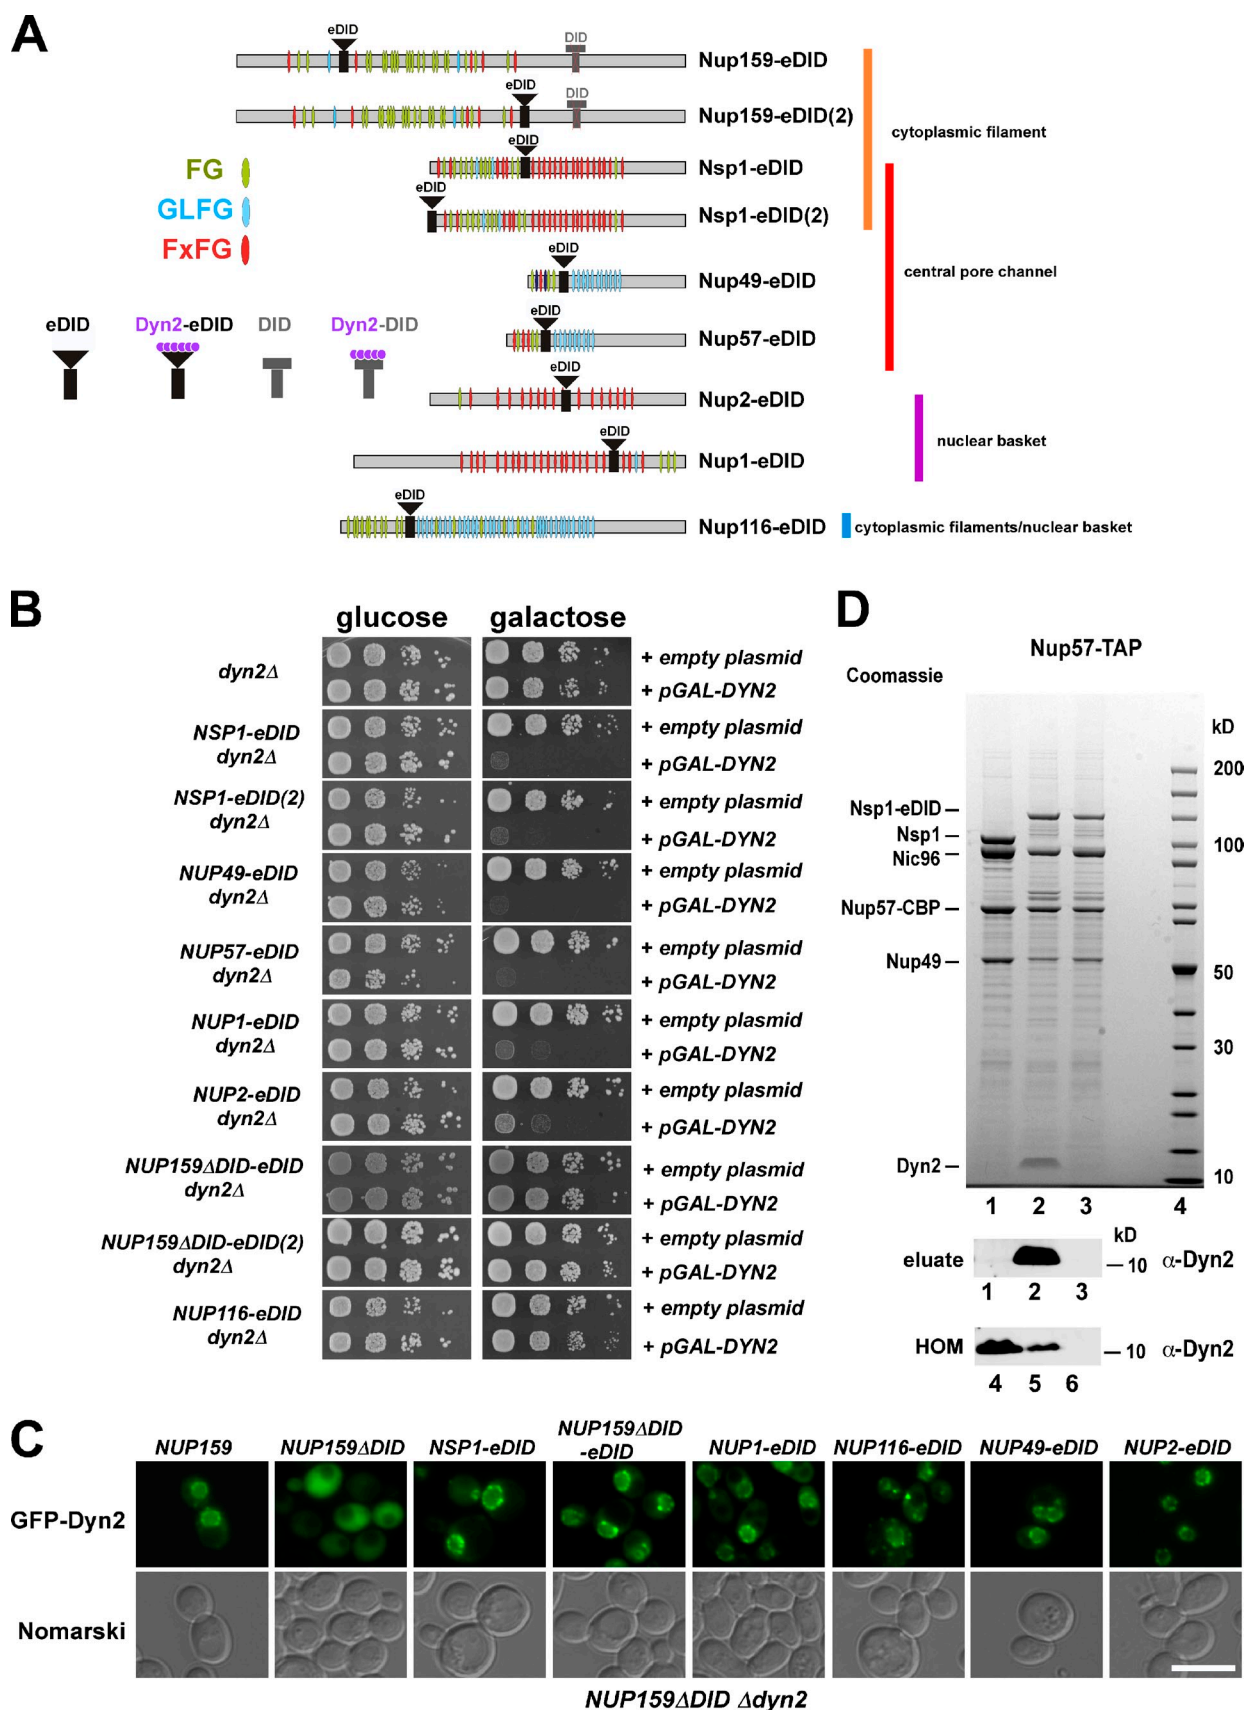 A
eDID
DID
Nup159-eDID
eDID
DID
Nup159-eDID(2)
cytoplasmic filament
eDID
Nsp1-eDID
FG
GLFG
FxFG
eDID
Nsp1-eDID(2)
central pore channel
eDID
Nup49-eDID
eDID
Dyn2-eDID
DID
Dyn2-DID
eDID
Nup57-eDID
eDID
Nup2-eDID
nuclear basket
eDID
Nup1-eDID
eDID
Nup116-eDID
cytoplasmic filaments/nuclear basket
B
glucose galactose
dyn2Δ
+ empty plasmid
+ pGAL-DYN2
NSP1-eDID
dyn2Δ
+ empty plasmid
+ pGAL-DYN2
NSP1-eDID(2)
dyn2Δ
+ empty plasmid
+ pGAL-DYN2
NUP49-eDID
dyn2Δ
+ empty plasmid
+ pGAL-DYN2
NUP57-eDID
dyn2Δ
+ empty plasmid
+ pGAL-DYN2
NUP1-eDID
dyn2Δ
+ empty plasmid
+ pGAL-DYN2
NUP2-eDID
dyn2Δ
+ empty plasmid
+ pGAL-DYN2
NUP159ΔDID-eDID
dyn2Δ
+ empty plasmid
+ pGAL-DYN2
NUP159ΔDID-eDID(2)
dyn2Δ
+ empty plasmid
+ pGAL-DYN2
NUP116-eDID
dyn2Δ
+ empty plasmid
+ pGAL-DYN2
D
Nup57-TAP
Coomassie
kD
200
Nsp1-eDID
Nsp1
100
Nic96
Nup57-CBP
Nup49
50
30
Dyn2
10
1 2 3 4
kD
eluate
10 α-Dyn2
1 2 3
HOM
10 α-Dyn2
4 5 6
C
NUP159
NUP159ΔDID
NSP1-eDID
NUP159ΔDID
-eDID
NUP1-eDID
NUP116-eDID
NUP49-eDID
NUP2-eDID
GFP-Dyn2
Nomarski
NUP159ΔDID Δdyn2